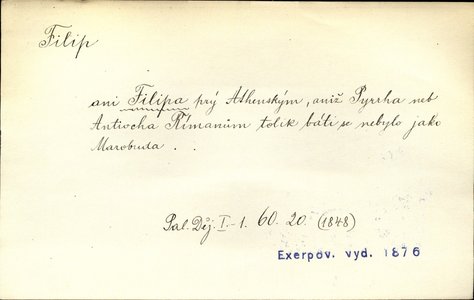 Filip
ani Filipa prý Athenským, aniž Pyrrha neb
Antiocha Římanům tolik báti se nebylo jako
Marobuda . .
Pal. Děj. I.-1. 60. 20. (1848)
Exerpov. vyd. 1876